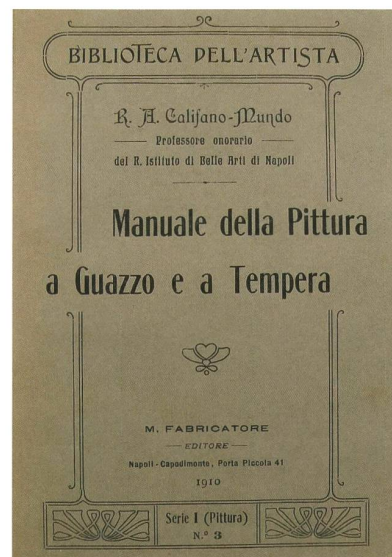 BIBLIOTECA DELL'ARTISTA
R. A. Califano-Mundo
Professore onorario
del R. Istituto di Belle Arti di Napoli
Manuale della Pittura
a Guazzo e a Tempera
M. FABRICATORE
EDITORE
Napoli - Capodimonte, Porta Piccola 41
1910
Serie I (Pittura)
N.º 3